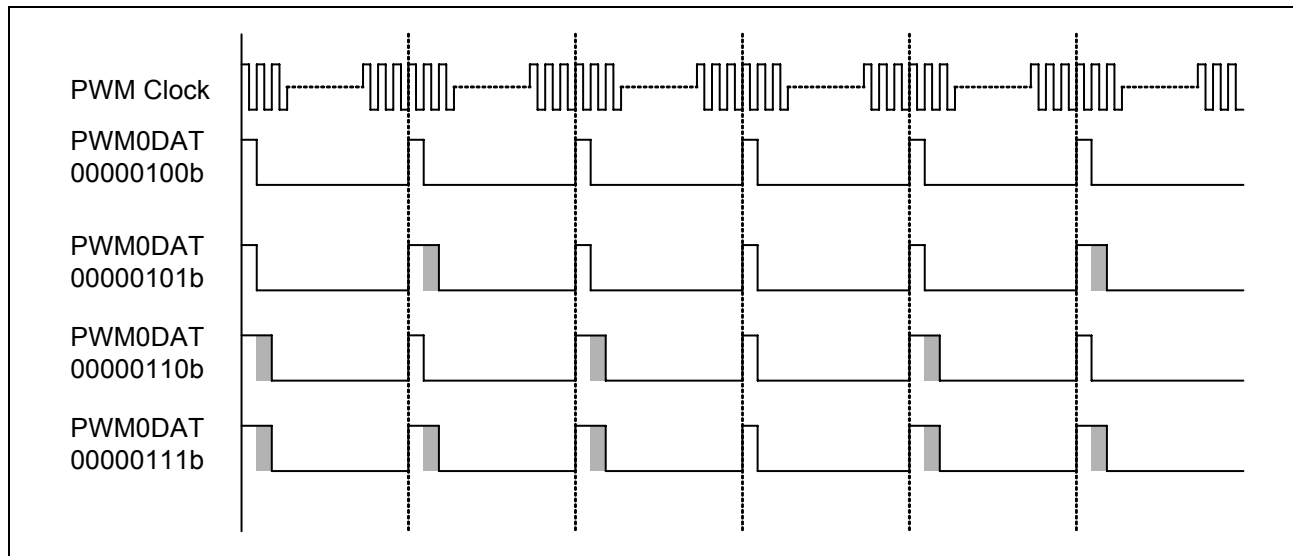 PWM Clock
PWM0DAT
00000100b
PWM0DAT
00000101b
PWM0DAT
00000110b
PWM0DAT
00000111b